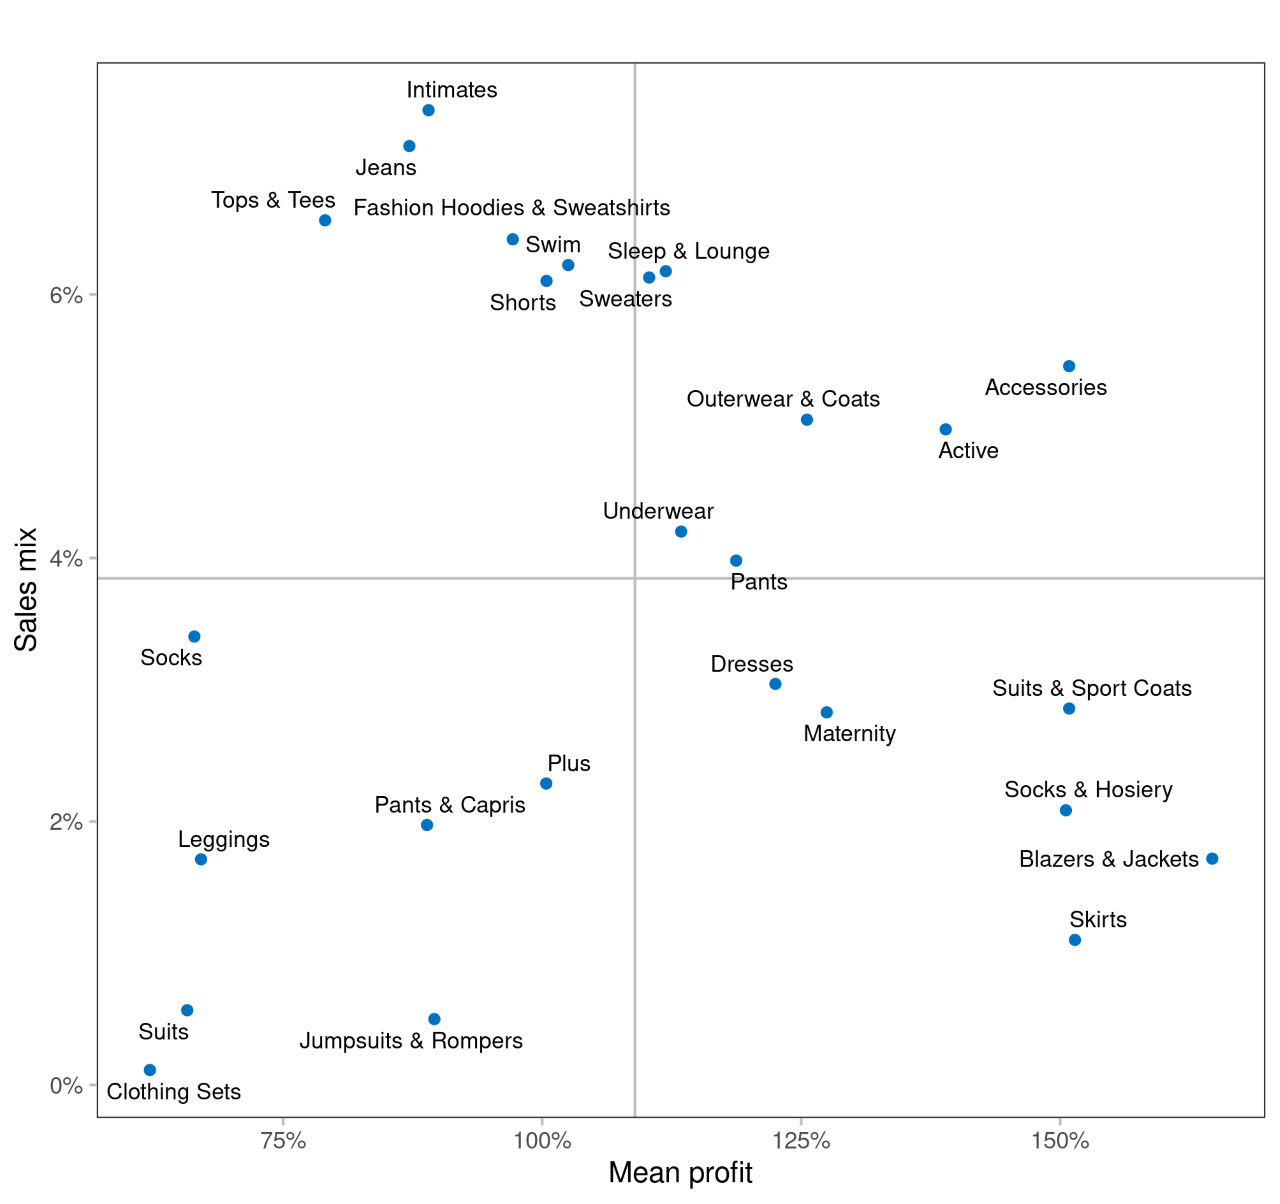 Intimates
Jeans
Tops & Tees
Fashion Hoodies & Sweatshirts
Swim
Sleep & Lounge
Shorts
Sweaters
Accessories
Outerwear & Coats
Active
Underwear
Pants
Socks
Dresses
Suits & Sport Coats
Maternity
Plus
Socks & Hosiery
Pants & Capris
Leggings
Blazers & Jackets
Skirts
Suits
Jumpsuits & Rompers
Clothing Sets
6%
4%
2%
0%
Sales mix
75%
100%
125%
150%
Mean profit